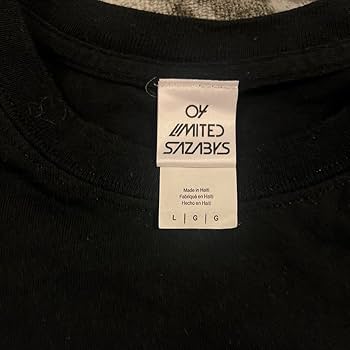 04
LIMITED
SAZABYS
Made in Haiti
Fabriqué en Haïti
Hecho en Haití
L | G | G